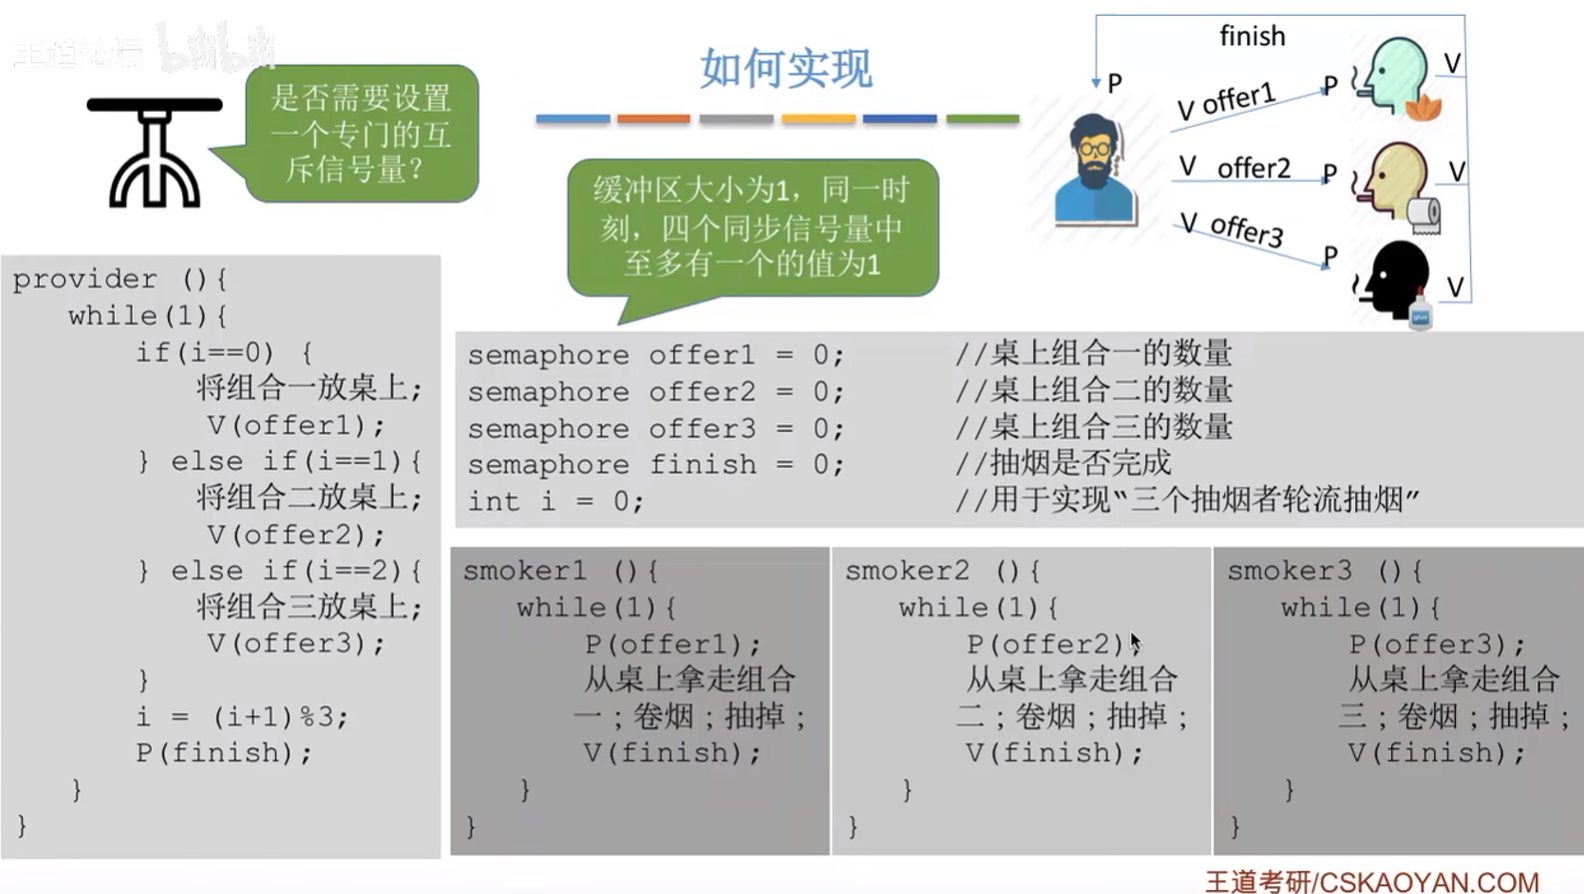 王道论坛 bilibili
如何实现
是否需要设置
一个专门的互
斥信号量？
缓冲区大小为1，同一时
刻，四个同步信号量中
至多有一个的值为1
finish
P
V offer1 P V
V offer2 P V
V offer3 P V
glue
provider (){
while(1){
if(i==0) {
将组合一放桌上;
V(offer1);
} else if(i==1){
将组合二放桌上;
V(offer2);
} else if(i==2){
将组合三放桌上;
V(offer3);
}
i = (i+1)%3;
P(finish);
}
}
semaphore offer1 = 0; //桌上组合一的数量
semaphore offer2 = 0; //桌上组合二的数量
semaphore offer3 = 0; //桌上组合三的数量
semaphore finish = 0; //抽烟是否完成
int i = 0; //用于实现“三个抽烟者轮流抽烟”
smoker1 (){
while(1){
P(offer1);
从桌上拿走组合
一；卷烟；抽掉；
V(finish);
}
}
smoker2 (){
while(1){
P(offer2);
从桌上拿走组合
二；卷烟；抽掉；
V(finish);
}
}
smoker3 (){
while(1){
P(offer3);
从桌上拿走组合
三；卷烟；抽掉；
V(finish);
}
}
王道考研/CSKAOYAN.COM